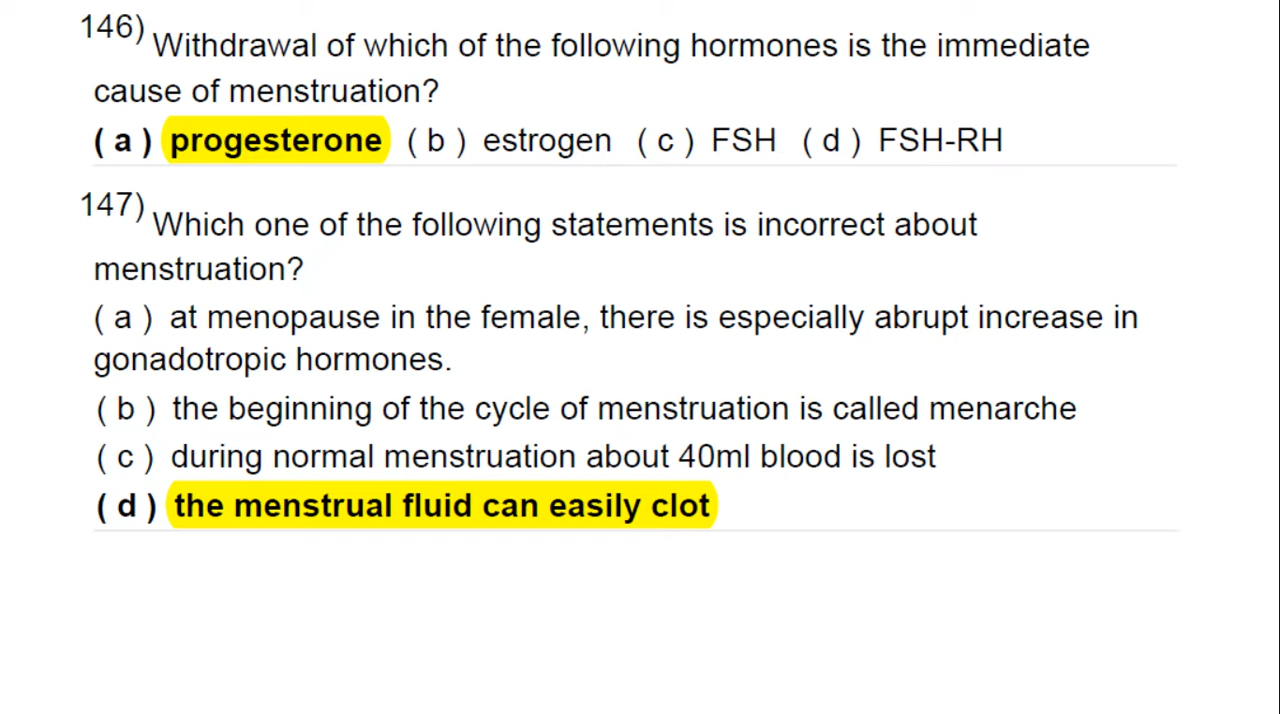 146) Withdrawal of which of the following hormones is the immediate
cause of menstruation?
( a ) progesterone ( b ) estrogen ( c ) FSH ( d ) FSH-RH
147) Which one of the following statements is incorrect about
menstruation?
( a ) at menopause in the female, there is especially abrupt increase in
gonadotropic hormones.
( b ) the beginning of the cycle of menstruation is called menarche
( c ) during normal menstruation about 40ml blood is lost
( d ) the menstrual fluid can easily clot